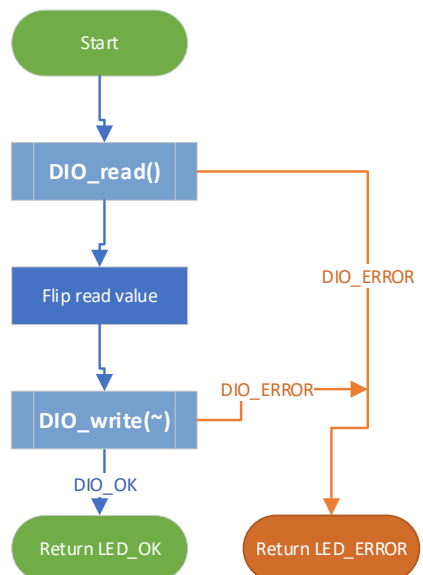 Start
DIO_read()
DIO_ERROR
Flip read value
DIO_ERROR
DIO_write(~)
DIO_OK
Return LED_OK
Return LED_ERROR